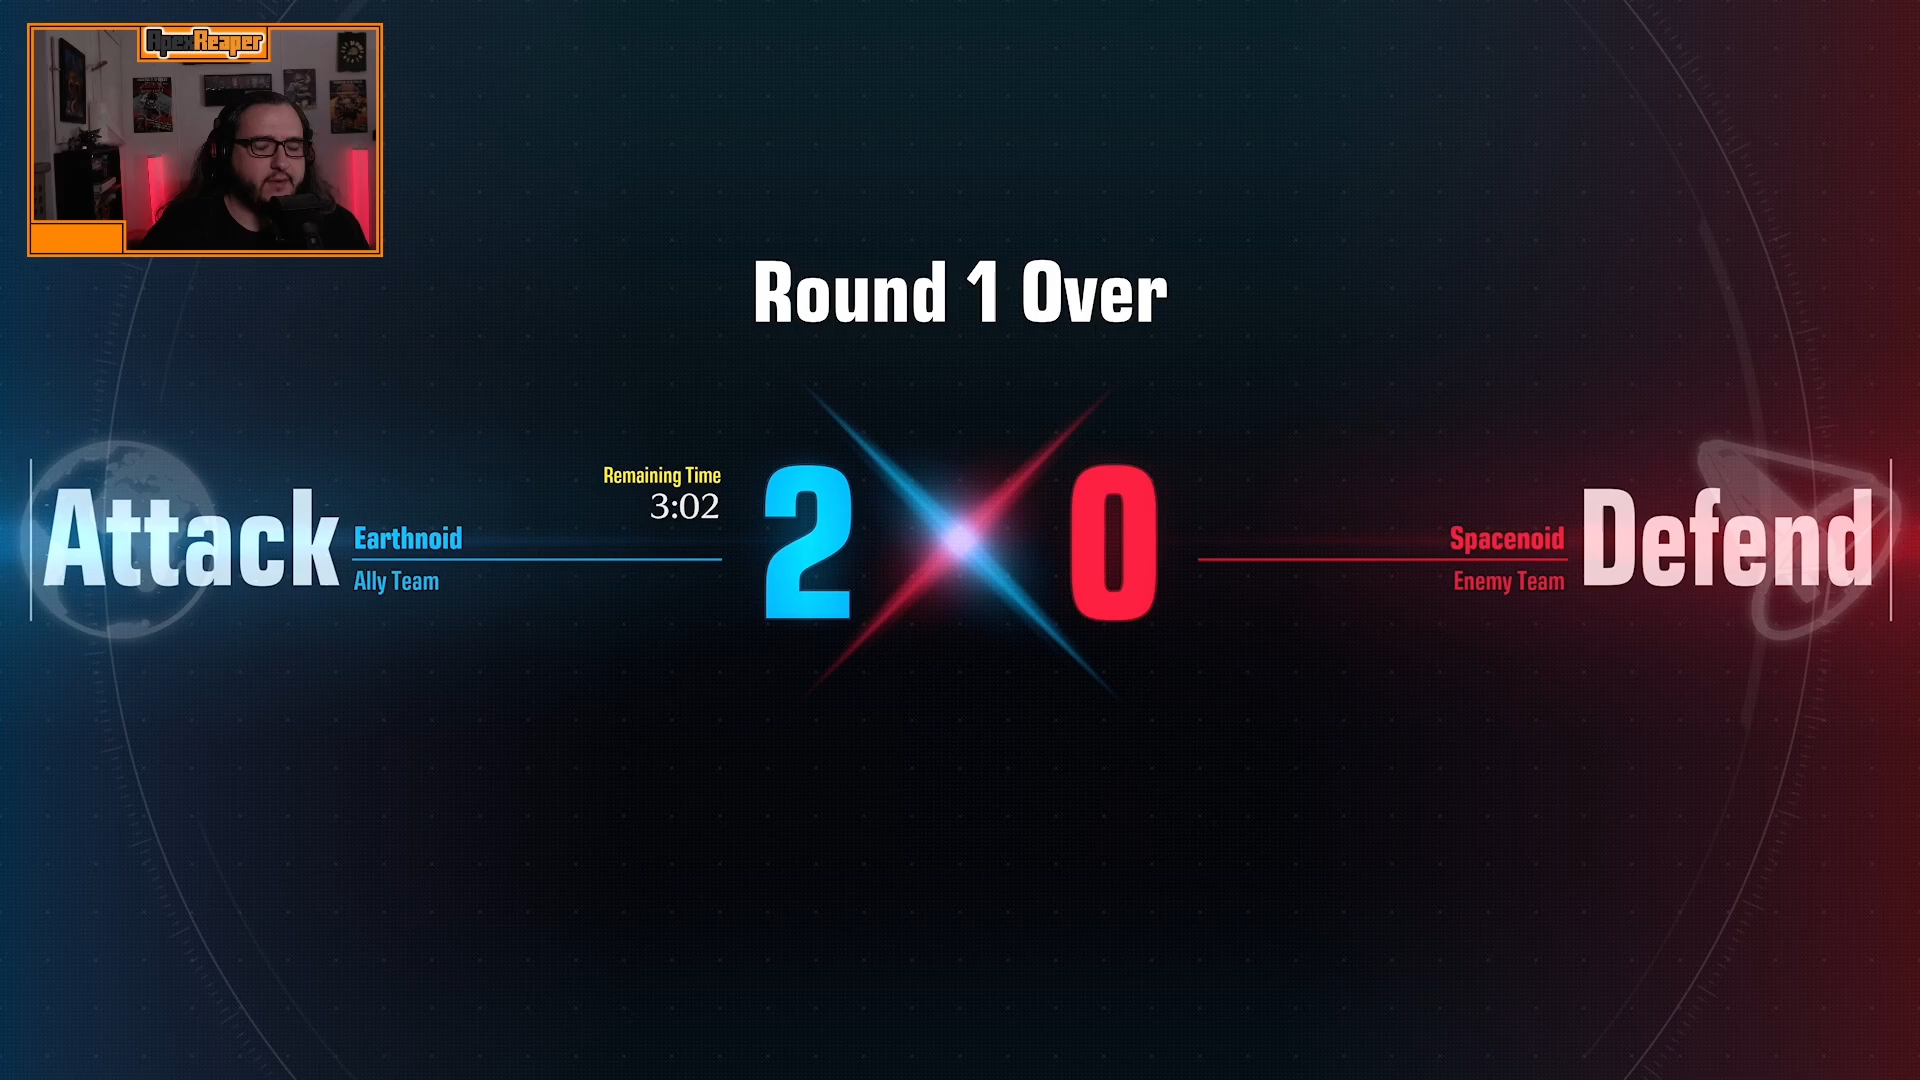 ApexReaper
Round 1 Over
Remaining Time
3:02
Attack
Earthnoid
Ally Team
2
0
Spacenoid
Enemy Team
Defend